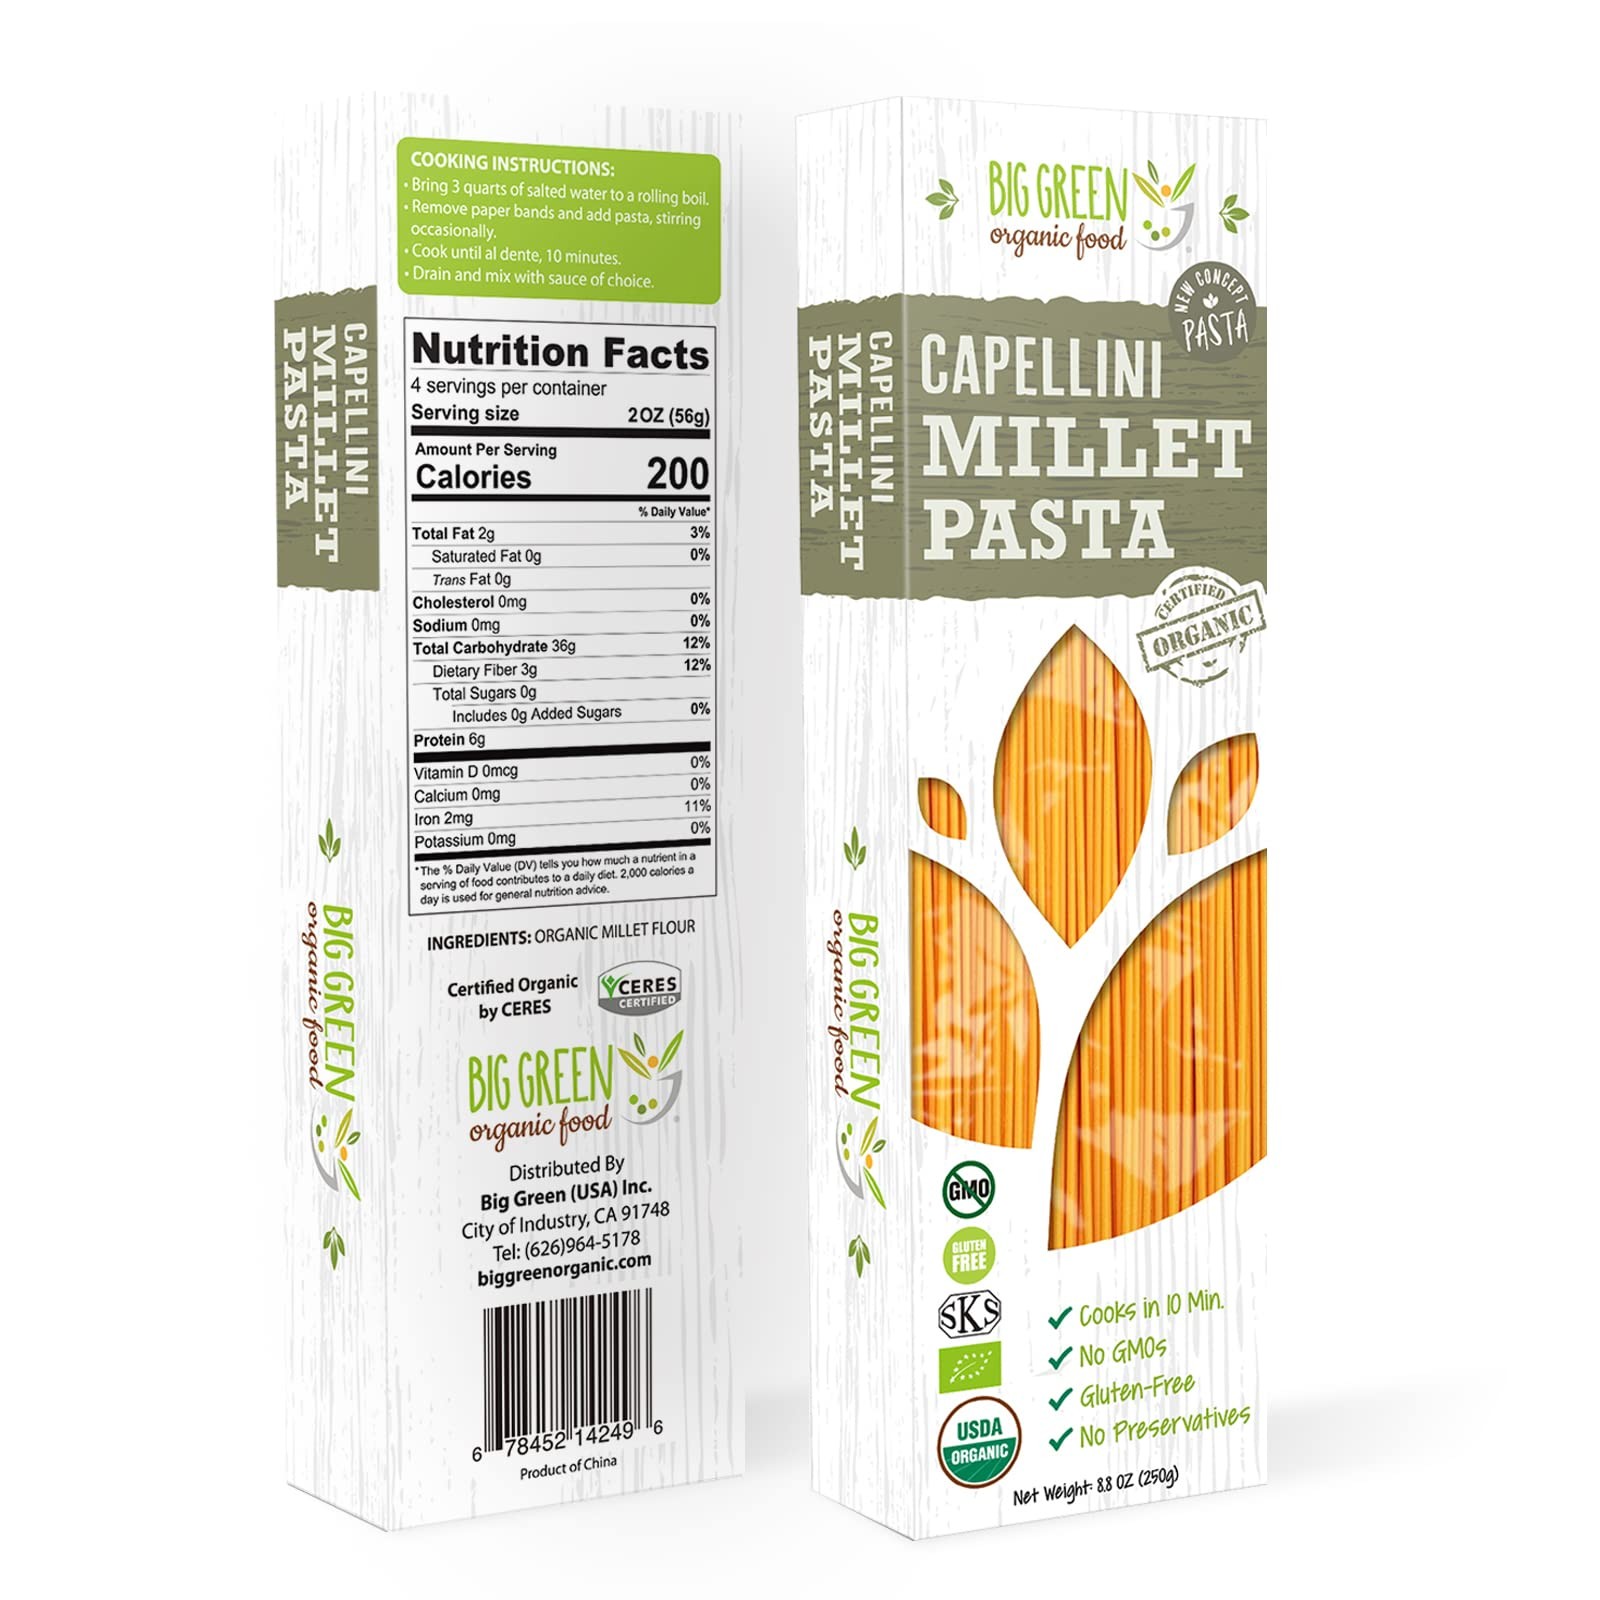 COOKING INSTRUCTIONS:
• Bring 3 quarts of salted water to a rolling boil.
• Remove paper bands and add pasta, stirring
occasionally.
• Cook until al dente, 10 minutes.
• Drain and mix with sauce of choice.
CAPELLINI
MILLET
PASTA
Nutrition Facts
4 servings per container
Serving size 2 OZ (56g)
Amount Per Serving
Calories 200
% Daily Value*
Total Fat 2g 3%
Saturated Fat 0g 0%
Trans Fat 0g
Cholesterol 0mg 0%
Sodium 0mg 0%
Total Carbohydrate 36g 12%
Dietary Fiber 3g 12%
Total Sugars 0g
Includes 0g Added Sugars 0%
Protein 6g
Vitamin D 0mcg 0%
Calcium 0mg 0%
Iron 2mg 11%
Potassium 0mg 0%
*The % Daily Value (DV) tells you how much a nutrient in a
serving of food contributes to a daily diet. 2,000 calories a
day is used for general nutrition advice.
BIG GREEN
organic food
INGREDIENTS: ORGANIC MILLET FLOUR
Certified Organic
by CERES
CERES
CERTIFIED
BIG GREEN
organic food
Distributed By
Big Green (USA) Inc.
City of Industry, CA 91748
Tel: (626)964-5178
biggreenorganic.com
6 78452 14249 6
Product of China
BIG GREEN
organic food
NEW CONCEPT
PASTA
CAPELLINI
MILLET
PASTA
CAPELLINI
MILLET
PASTA
CERTIFIED
ORGANIC
BIG GREEN
organic food
GMO
GLUTEN
FREE
SKS
USDA
ORGANIC
Cooks in 10 Min.
No GMOs
Gluten-Free
No Preservatives
Net Weight: 8.8 OZ (250g)